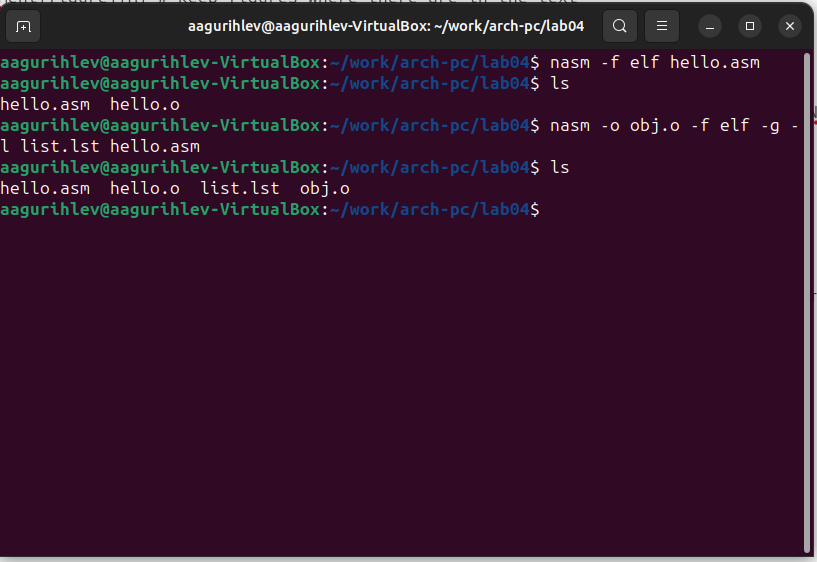 aagurihlev@aagurihlev-VirtualBox: ~/work/arch-pc/lab04
aagurihlev@aagurihlev-VirtualBox:~/work/arch-pc/lab04$ nasm -f elf hello.asm
aagurihlev@aagurihlev-VirtualBox:~/work/arch-pc/lab04$ ls
hello.asm  hello.o
aagurihlev@aagurihlev-VirtualBox:~/work/arch-pc/lab04$ nasm -o obj.o -f elf -g -
l list.lst hello.asm
aagurihlev@aagurihlev-VirtualBox:~/work/arch-pc/lab04$ ls
hello.asm  hello.o  list.lst  obj.o
aagurihlev@aagurihlev-VirtualBox:~/work/arch-pc/lab04$